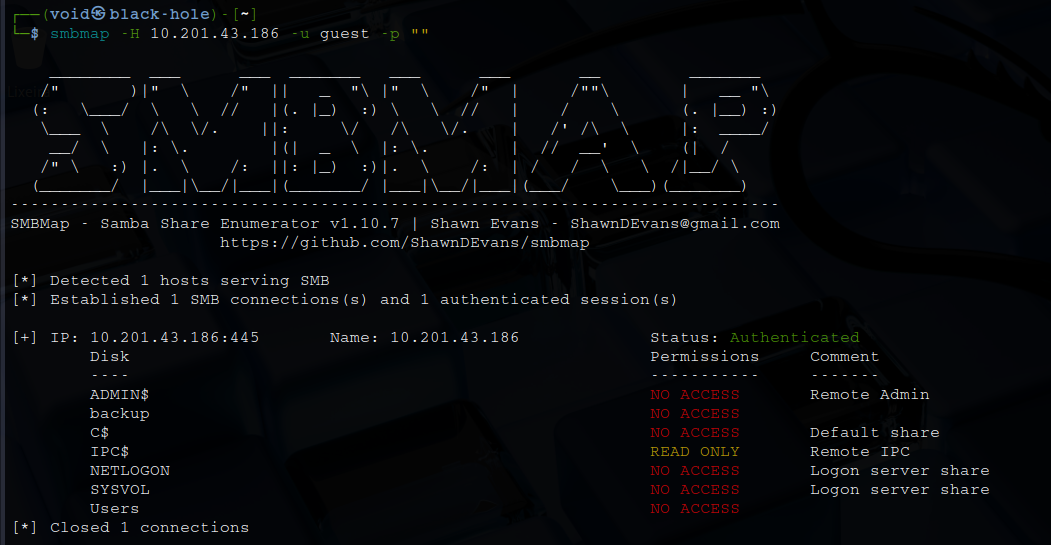 ┌──(void㉿black-hole)-[~]
└─$ smbmap -H 10.201.43.186 -u guest -p ""
SMBMap - Samba Share Enumerator v1.10.7 | Shawn Evans - ShawnDEvans@gmail.com
https://github.com/ShawnDEvans/smbmap
[*] Detected 1 hosts serving SMB
[*] Established 1 SMB connections(s) and 1 authenticated session(s)
[+] IP: 10.201.43.186:445 Name: 10.201.43.186 Status: Authenticated
Disk Permissions Comment
---- ----------- -------
ADMIN$ NO ACCESS Remote Admin
backup NO ACCESS
C$ NO ACCESS Default share
IPC$ READ ONLY Remote IPC
NETLOGON NO ACCESS Logon server share
SYSVOL NO ACCESS Logon server share
Users NO ACCESS
[*] Closed 1 connections